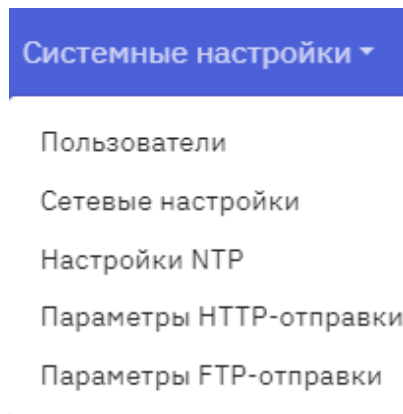 Системные настройки
Пользователи
Сетевые настройки
Настройки NTP
Параметры HTTP-отправки
Параметры FTP-отправки